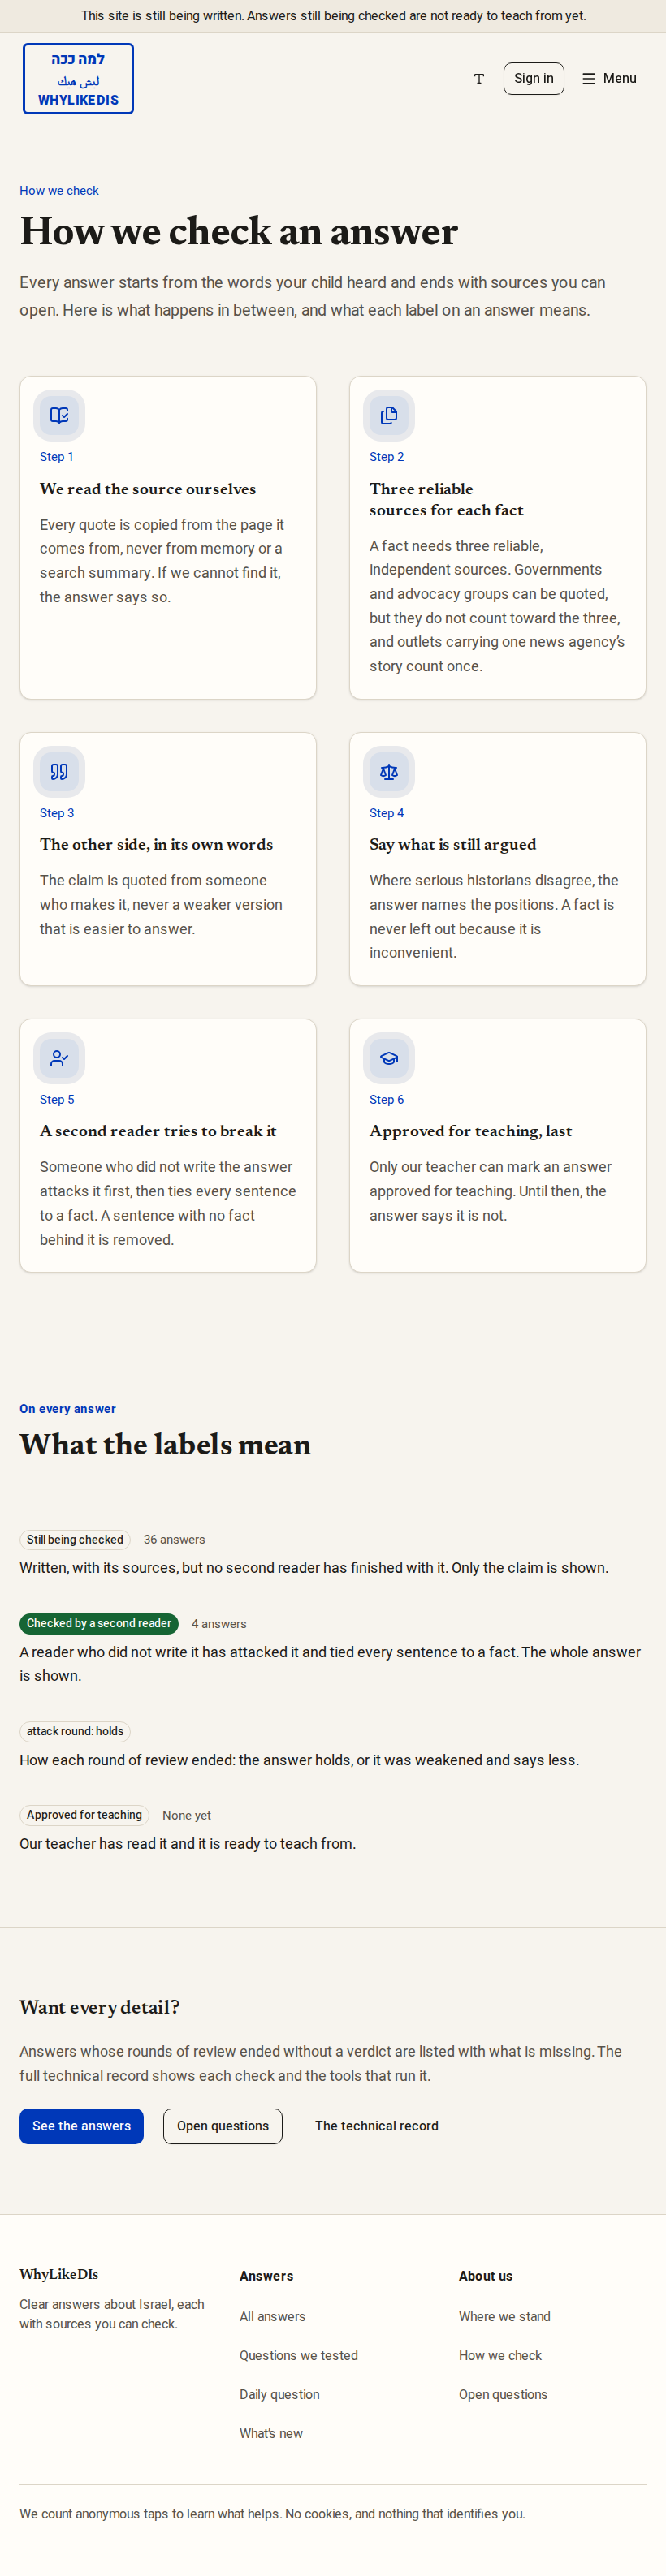 This site is still being written. Answers still being checked are not ready to teach from yet.
למה ככה
ليش هيك
WHYLIKEDIS
T
Sign in
Menu
How we check
How we check an answer
Every answer starts from the words your child heard and ends with sources you can
open. Here is what happens in between, and what each label on an answer means.
Step 1
We read the source ourselves
Every quote is copied from the page it
comes from, never from memory or a
search summary. If we cannot find it,
the answer says so.
Step 2
Three reliable
sources for each fact
A fact needs three reliable,
independent sources. Governments
and advocacy groups can be quoted,
but they do not count toward the three,
and outlets carrying one news agency’s
story count once.
Step 3
The other side, in its own words
The claim is quoted from someone
who makes it, never a weaker version
that is easier to answer.
Step 4
Say what is still argued
Where serious historians disagree, the
answer names the positions. A fact is
never left out because it is
inconvenient.
Step 5
A second reader tries to break it
Someone who did not write the answer
attacks it first, then ties every sentence
to a fact. A sentence with no fact
behind it is removed.
Step 6
Approved for teaching, last
Only our teacher can mark an answer
approved for teaching. Until then, the
answer says it is not.
On every answer
What the labels mean
Still being checked 36 answers
Written, with its sources, but no second reader has finished with it. Only the claim is shown.
Checked by a second reader 4 answers
A reader who did not write it has attacked it and tied every sentence to a fact. The whole answer
is shown.
attack round: holds
How each round of review ended: the answer holds, or it was weakened and says less.
Approved for teaching None yet
Our teacher has read it and it is ready to teach from.
Want every detail?
Answers whose rounds of review ended without a verdict are listed with what is missing. The
full technical record shows each check and the tools that run it.
See the answers
Open questions
The technical record
WhyLikeDIs
Clear answers about Israel, each
with sources you can check.
Answers
All answers
Questions we tested
Daily question
What’s new
About us
Where we stand
How we check
Open questions
We count anonymous taps to learn what helps. No cookies, and nothing that identifies you.